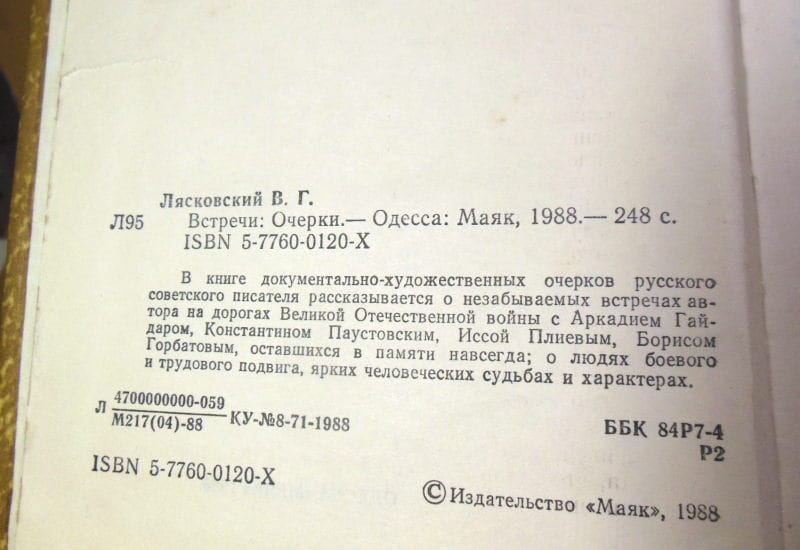 Лясковский В. Г.
Л95 Встречи: Очерки.— Одесса: Маяк, 1988.— 248 с.
ISBN 5-7760-0120-X
В книге документально-художественных очерков русского
советского писателя рассказывается о незабываемых встречах ав-
тора на дорогах Великой Отечественной войны с Аркадием Гай-
даром, Константином Паустовским, Иссой Плиевым, Борисом
Горбатовым, оставшихся в памяти навсегда; о людях боевого
и трудового подвига, ярких человеческих судьбах и характерах.
Л 4700000000-059
М217(04)-88 КУ-№8-71-1988
ББК 84Р7-4
Р2
ISBN 5-7760-0120-X
© Издательство «Маяк», 1988